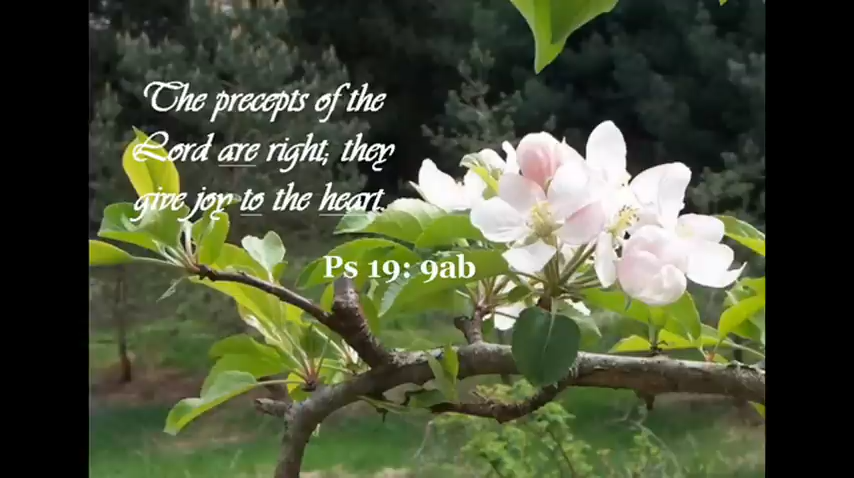 The precepts of the
Lord are right; they
give joy to the heart.
Ps 19: 9ab